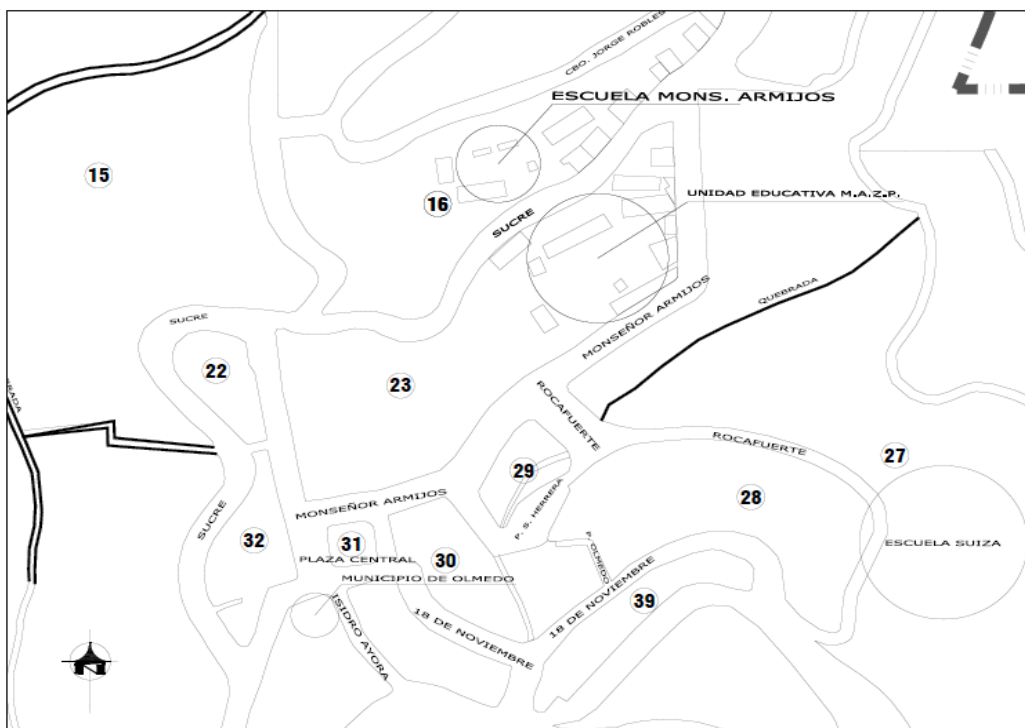 CBO. JORGE ROBLES
ESCUELA MONS. ARMIJOS
15
16
UNIDAD EDUCATIVA M.A.Z.P.
SUCRE
QUEBRADA
MONSEÑOR ARMIJOS
SUCRE
22
23
ROCAFUERTE
ROCAFUERTE
27
29
28
SUCRE
MONSEÑOR ARMIJOS
P. S. HERRERA
32
31
30
PLAZA CENTRAL
P. OLMEDO
ESCUELA SUIZA
MUNICIPIO DE OLMEDO
39
18 DE NOVIEMBRE
ISIDRO AYORA
18 DE NOVIEMBRE
N